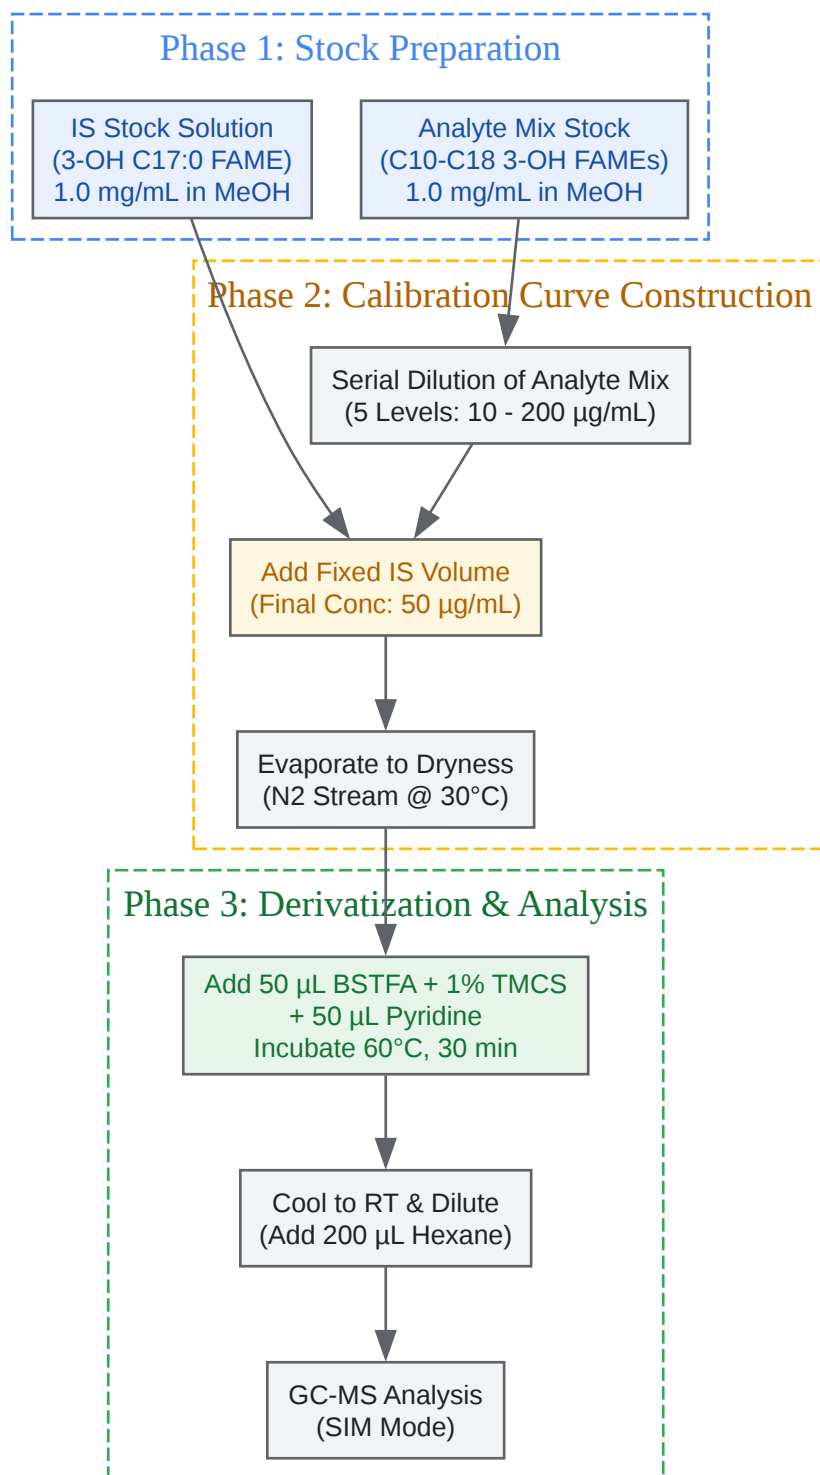 Phase 1: Stock Preparation
IS Stock Solution
(3-OH C17:0 FAME)
1.0 mg/mL in MeOH
Analyte Mix Stock
(C10-C18 3-OH FAMEs)
1.0 mg/mL in MeOH
Phase 2: Calibration Curve Construction
Serial Dilution of Analyte Mix
(5 Levels: 10 - 200 µg/mL)
Add Fixed IS Volume
(Final Conc: 50 µg/mL)
Evaporate to Dryness
(N2 Stream @ 30°C)
Phase 3: Derivatization & Analysis
Add 50 µL BSTFA + 1% TMCS
+ 50 µL Pyridine
Incubate 60°C, 30 min
Cool to RT & Dilute
(Add 200 µL Hexane)
GC-MS Analysis
(SIM Mode)